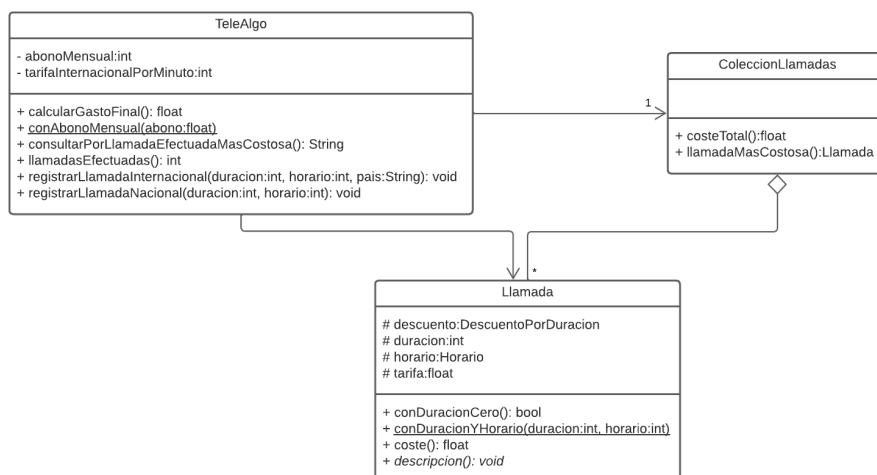 TeleAlgo
- abonoMensual:int
- tarifaInternacionalPorMinuto:int
+ calcularGastoFinal(): float
+ conAbonoMensual(abono:float)
+ consultarPorLlamadaEfectuadaMasCostosa(): String
+ llamadasEfectuadas(): int
+ registrarLlamadaInternacional(duracion:int, horario:int, pais:String): void
+ registrarLlamadaNacional(duracion:int, horario:int): void
1
ColeccionLlamadas
+ costeTotal():float
+ llamadaMasCostosa():Llamada
*
Llamada
# descuento:DescuentoPorDuracion
# duracion:int
# horario:Horario
# tarifa:float
+ conDuracionCero(): bool
+ conDuracionYHorario(duracion:int, horario:int)
+ coste(): float
+ descripcion(): void